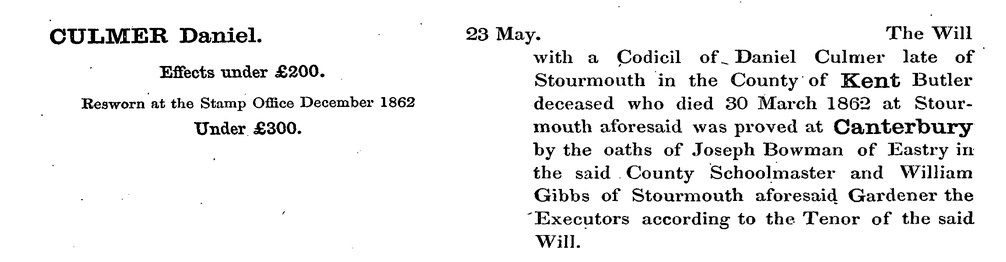 CULMER Daniel.
Effects under £200.
Resworn at the Stamp Office December 1862
Under £300.
23 May. The Will
with a Codicil of Daniel Culmer late of
Stourmouth in the County of Kent Butler
deceased who died 30 March 1862 at Stour-
mouth aforesaid was proved at Canterbury
by the oaths of Joseph Bowman of Eastry in
the said County Schoolmaster and William
Gibbs of Stourmouth aforesaid Gardener the
Executors according to the Tenor of the said
Will.